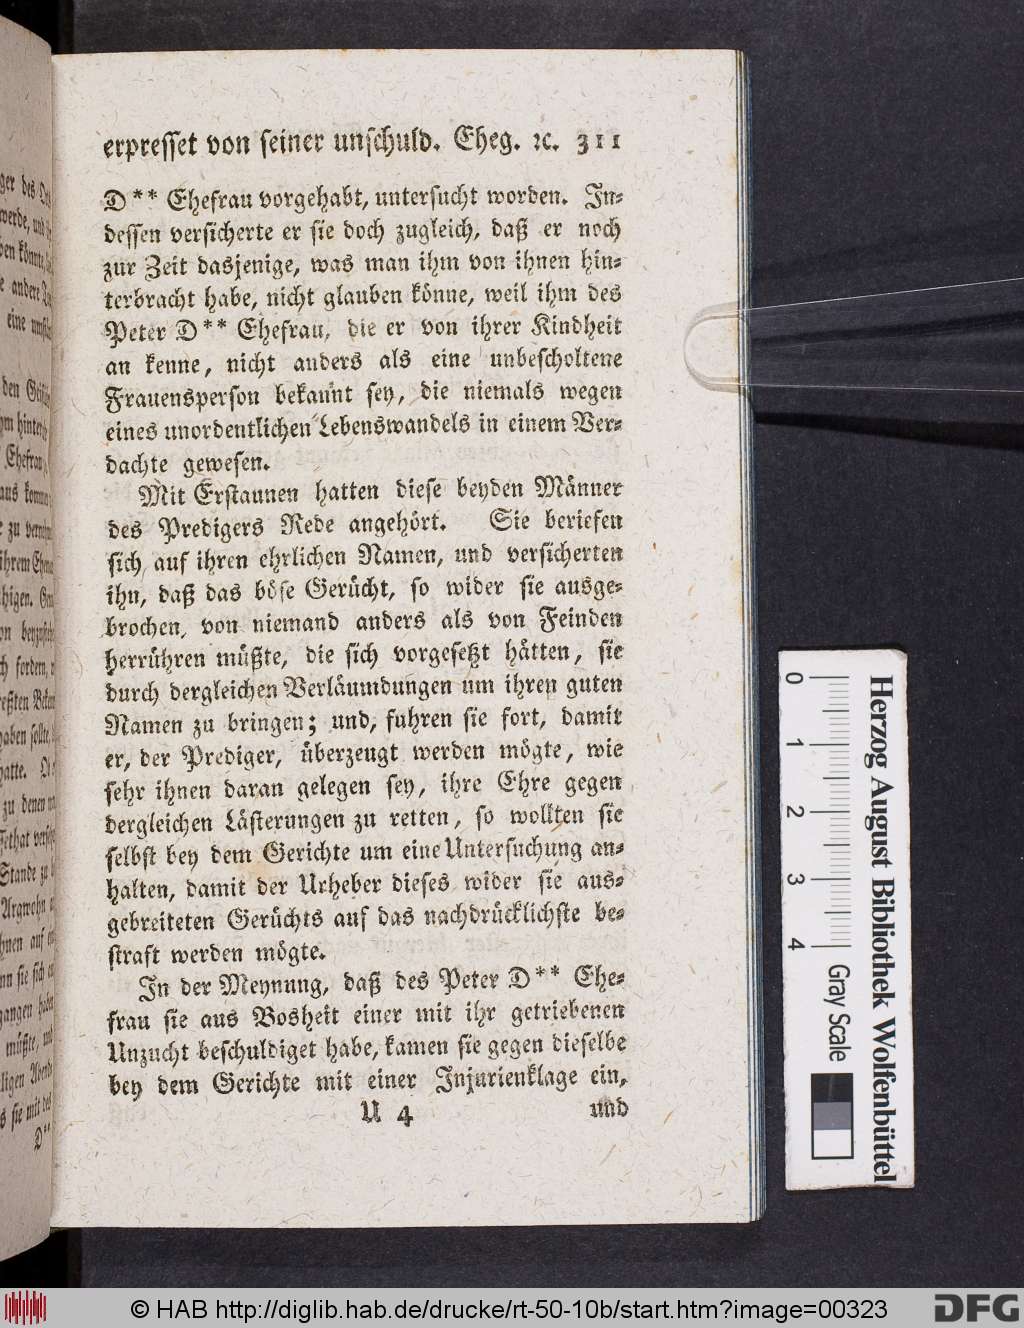 erpresset von seiner unschuld. Eheg. ꝛc. 311
D** Ehefrau vorgehabt, untersucht worden. In-
dessen versicherte er sie doch zugleich, daß er noch
zur Zeit dasjenige, was man ihm von ihnen hin-
terbracht habe, nicht glauben könne, weil ihm des
Peter D** Ehefrau, die er von ihrer Kindheit
an kenne, nicht anders als eine unbescholtene
Frauensperson bekannt sey, die niemals wegen
eines unordentlichen Lebenswandels in einem Ver-
dachte gewesen.
Mit Erstaunen hatten diese beyden Männer
des Predigers Rede angehört. Sie beriefen
sich auf ihren ehrlichen Namen, und versicherten
ihn, daß das böse Gerücht, so wider sie ausge-
brochen, von niemand anders als von Feinden
herrühren müßte, die sich vorgesetzt hätten, sie
durch dergleichen Verläumdungen um ihren guten
Namen zu bringen; und, fuhren sie fort, damit
er, der Prediger, überzeugt werden mögte, wie
sehr ihnen daran gelegen sey, ihre Ehre gegen
dergleichen Lästerungen zu retten, so wollten sie
selbst bey dem Gerichte um eine Untersuchung an-
halten, damit der Urheber dieses wider sie aus-
gebreiteten Gerüchts auf das nachdrücklichste be-
straft werden mögte.
In der Meynung, daß des Peter D** Ehe-
frau sie aus Bosheit einer mit ihr getriebenen
Unzucht beschuldiget habe, kamen sie gegen dieselbe
bey dem Gerichte mit einer Injurienklage ein,
U 4 und
0 1 2 3 4 Gray Scale
Herzog August Bibliothek Wolfenbüttel
© HAB http://diglib.hab.de/drucke/rt-50-10b/start.htm?image=00323
DFG